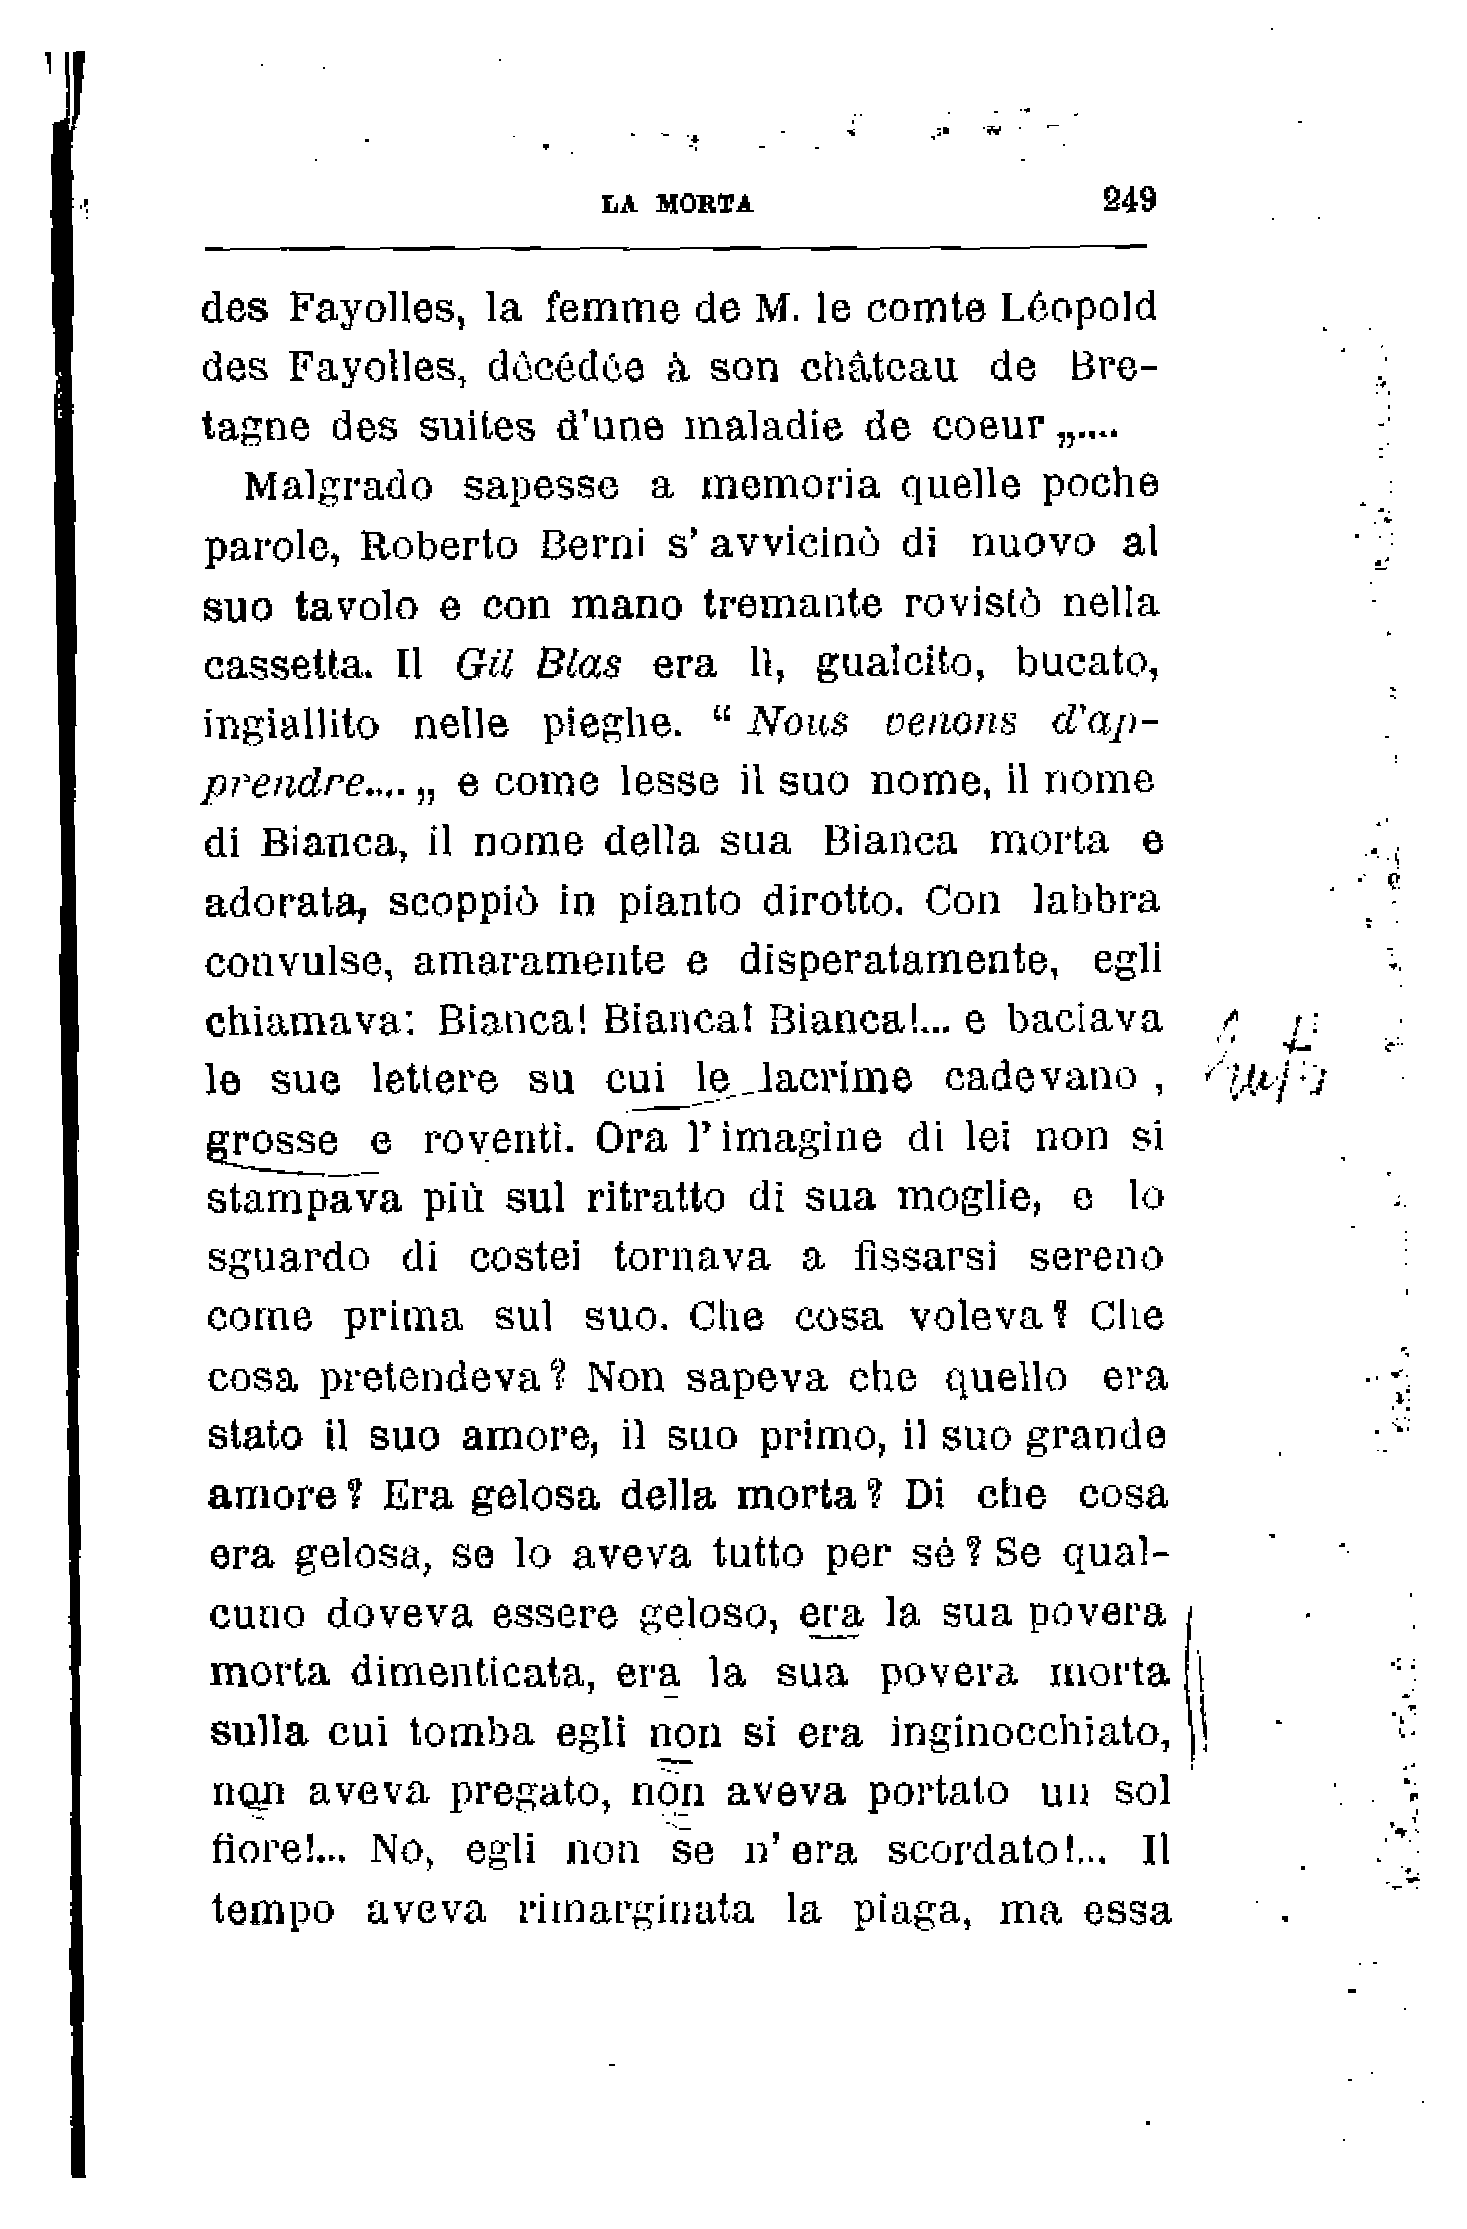 LA MORTA 249
des Fayolles, la femme de M. le comte Léopold
des Fayolles, décédée à son château de Bre-
tagne des suites d'une maladie de coeur „....
Malgrado sapesse a memoria quelle poche
parole, Roberto Berni s'avvicinò di nuovo al
suo tavolo e con mano tremante rovistò nella
cassetta. Il Gil Blas era lì, gualcito, bucato,
ingiallito nelle pieghe. “ Nous venons d'ap-
prendre.... „ e come lesse il suo nome, il nome
di Bianca, il nome della sua Bianca morta e
adorata, scoppiò in pianto dirotto. Con labbra
convulse, amaramente e disperatamente, egli
chiamava: Bianca! Bianca! Bianca!... e baciava
le sue lettere su cui le lacrime cadevano ,
grosse e roventi. Ora l'imagine di lei non si
stampava più sul ritratto di sua moglie, e lo
sguardo di costei tornava a fissarsi sereno
come prima sul suo. Che cosa voleva? Che
cosa pretendeva? Non sapeva che quello era
stato il suo amore, il suo primo, il suo grande
amore? Era gelosa della morta? Di che cosa
era gelosa, se lo aveva tutto per sè? Se qual-
cuno doveva essere geloso, era la sua povera
morta dimenticata, era la sua povera morta
sulla cui tomba egli non si era inginocchiato,
non aveva pregato, non aveva portato un sol
fiore!... No, egli non se n'era scordato!... Il
tempo aveva rimarginata la piaga, ma essa